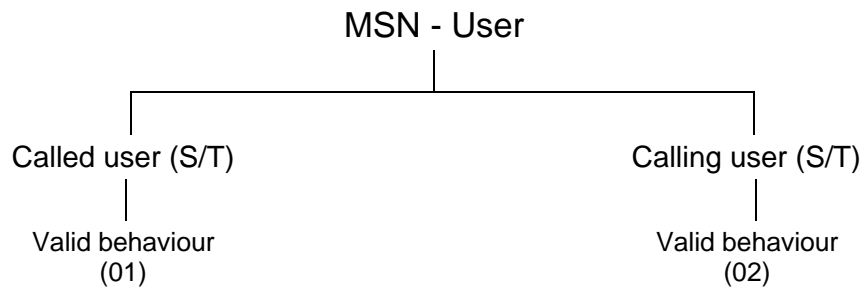 MSN - User
Called user (S/T)
Calling user (S/T)
Valid behaviour
(01)
Valid behaviour
(02)